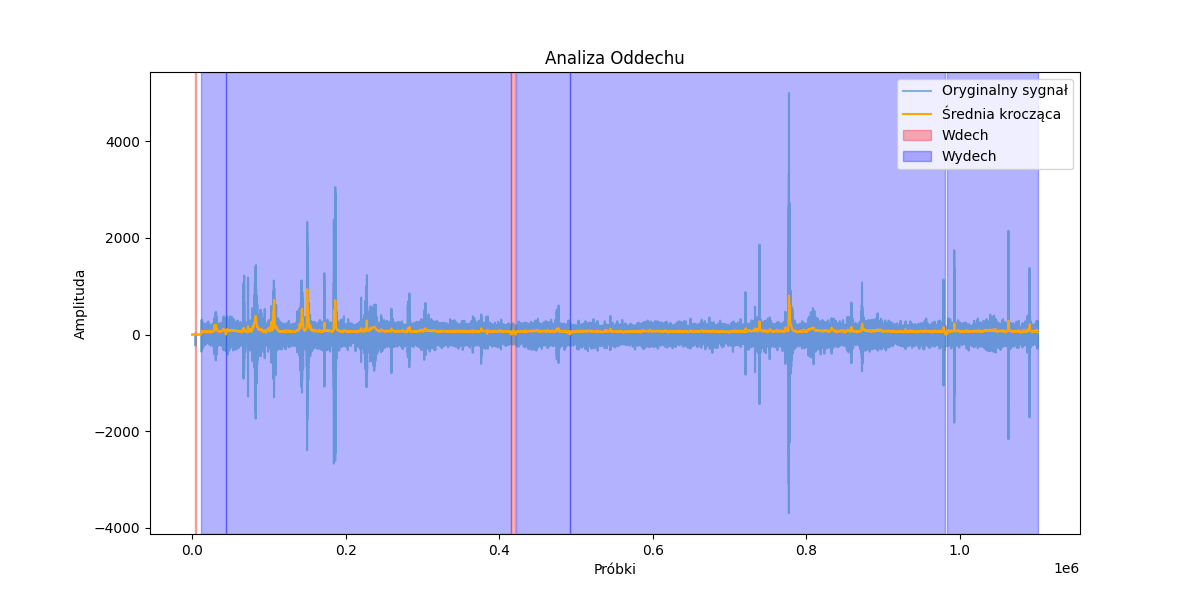 Analiza Oddechu
Oryginalny sygnał
Średnia krocząca
Wdech
Wydech
Amplituda
4000
2000
0
−2000
−4000
0.0
0.2
0.4
0.6
0.8
1.0
1e6
Próbki